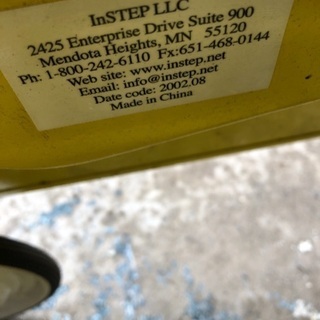 InSTEP LLC
2425 Enterprise Drive Suite 900
Mendota Heights, MN 55120
Ph: 1-800-242-6110 Fx:651-468-0144
Web site: www.instep.net
Email: info@instep.net
Date code: 2002.08
Made in China